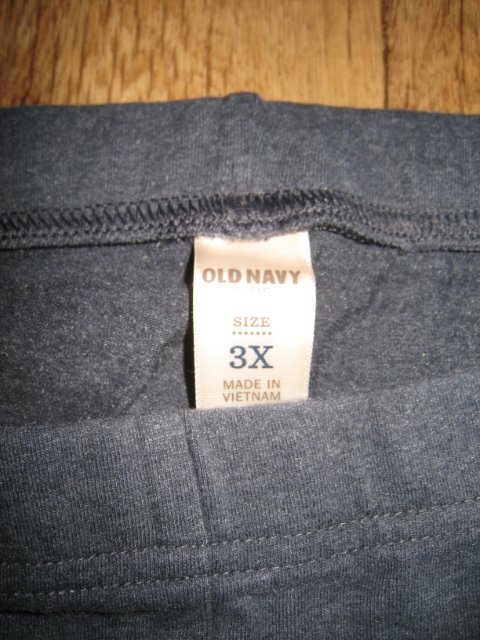 OLD NAVY
SIZE
3X
MADE IN
VIETNAM